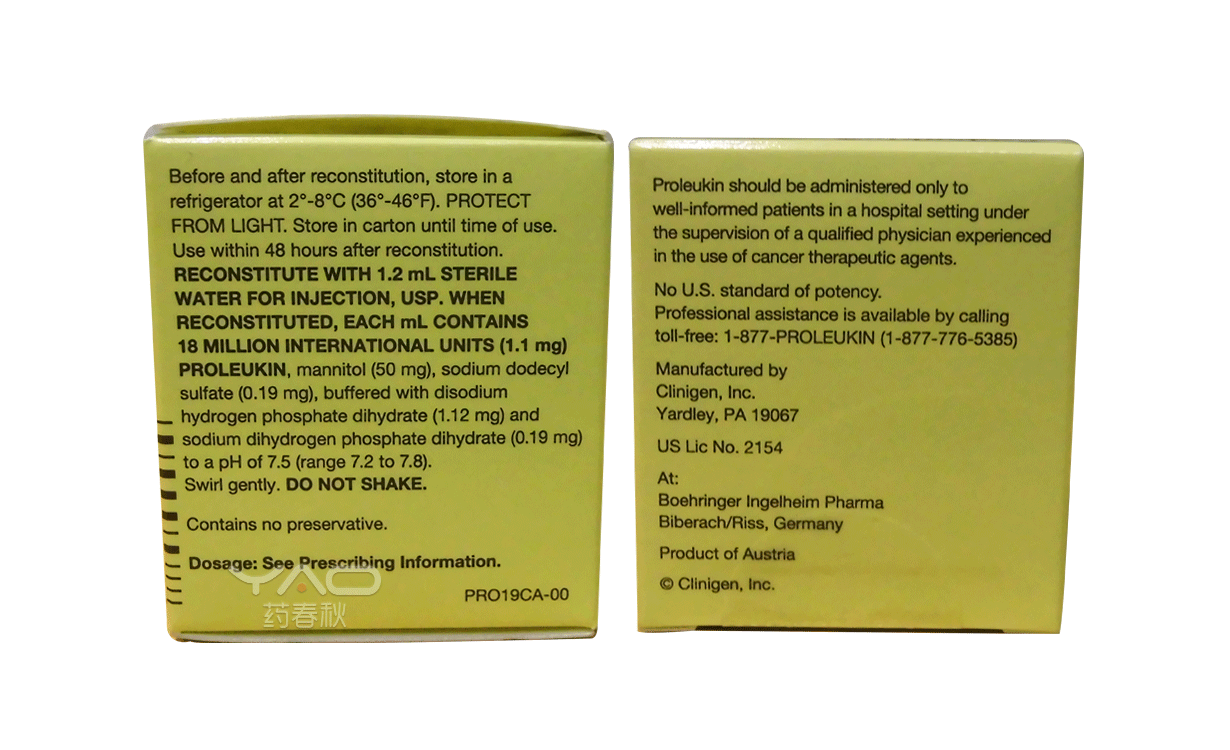 Before and after reconstitution, store in a
refrigerator at 2°-8°C (36°-46°F). PROTECT
FROM LIGHT. Store in carton until time of use.
Use within 48 hours after reconstitution.
RECONSTITUTE WITH 1.2 mL STERILE
WATER FOR INJECTION, USP. WHEN
RECONSTITUTED, EACH mL CONTAINS
18 MILLION INTERNATIONAL UNITS (1.1 mg)
PROLEUKIN, mannitol (50 mg), sodium dodecyl
sulfate (0.19 mg), buffered with disodium
hydrogen phosphate dihydrate (1.12 mg) and
sodium dihydrogen phosphate dihydrate (0.19 mg)
to a pH of 7.5 (range 7.2 to 7.8).
Swirl gently. DO NOT SHAKE.
Contains no preservative.
Dosage: See Prescribing Information.
YAO
药春秋
PRO19CA-00
Proleukin should be administered only to
well-informed patients in a hospital setting under
the supervision of a qualified physician experienced
in the use of cancer therapeutic agents.
No U.S. standard of potency.
Professional assistance is available by calling
toll-free: 1-877-PROLEUKIN (1-877-776-5385)
Manufactured by
Clinigen, Inc.
Yardley, PA 19067
US Lic No. 2154
At:
Boehringer Ingelheim Pharma
Biberach/Riss, Germany
Product of Austria
© Clinigen, Inc.